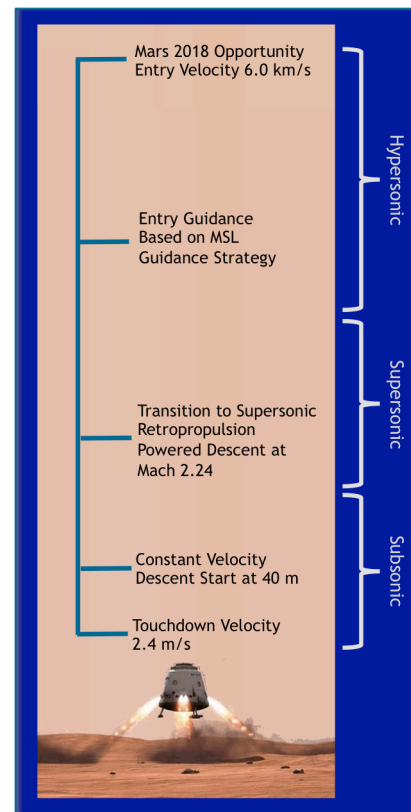 Mars 2018 Opportunity
Entry Velocity 6.0 km/s
Hypersonic
Entry Guidance
Based on MSL
Guidance Strategy
Supersonic
Transition to Supersonic
Retropropulsion
Powered Descent at
Mach 2.24
Subsonic
Constant Velocity
Descent Start at 40 m
Touchdown Velocity
2.4 m/s